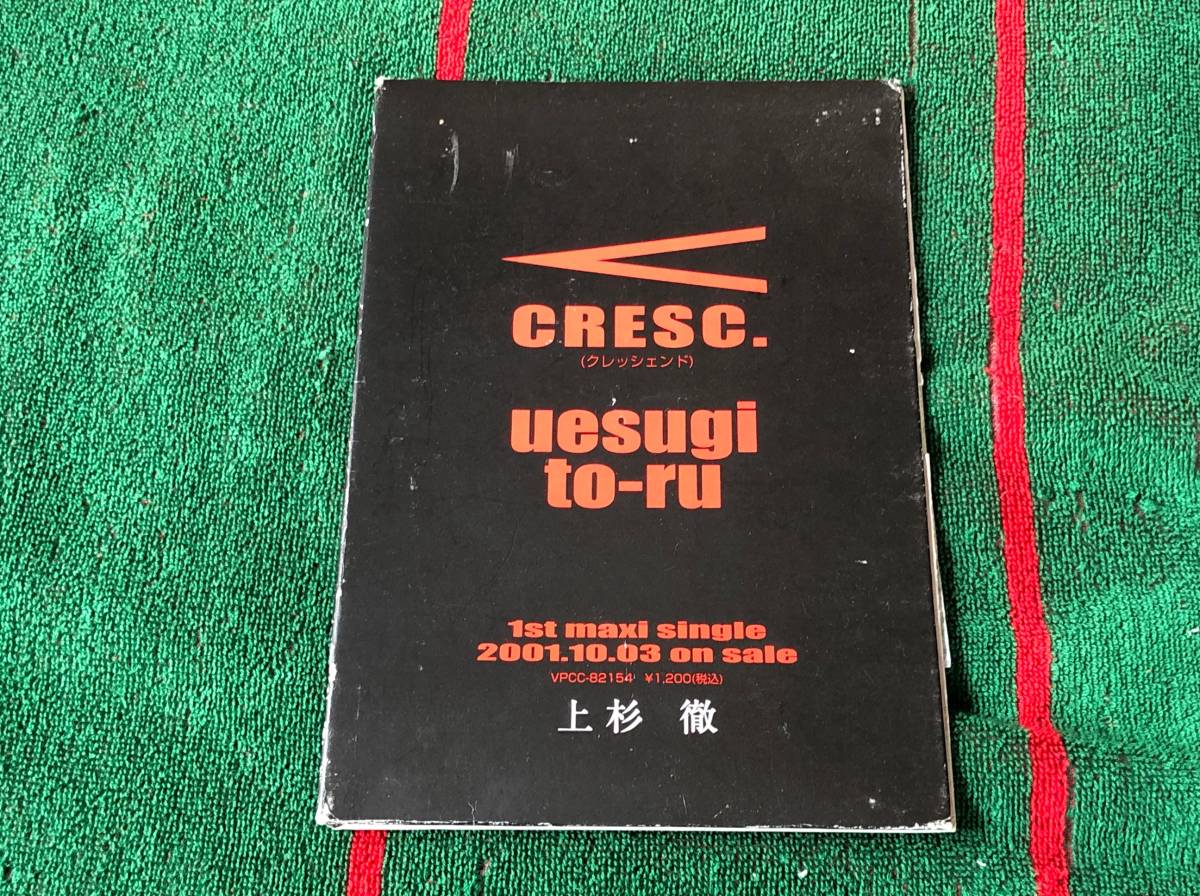 CRESC.
(クレッシェンド)
uesugi
to-ru
1st maxi single
2001.10.03 on sale
VPCC-82154 ¥1,200(税込)
上杉 徹